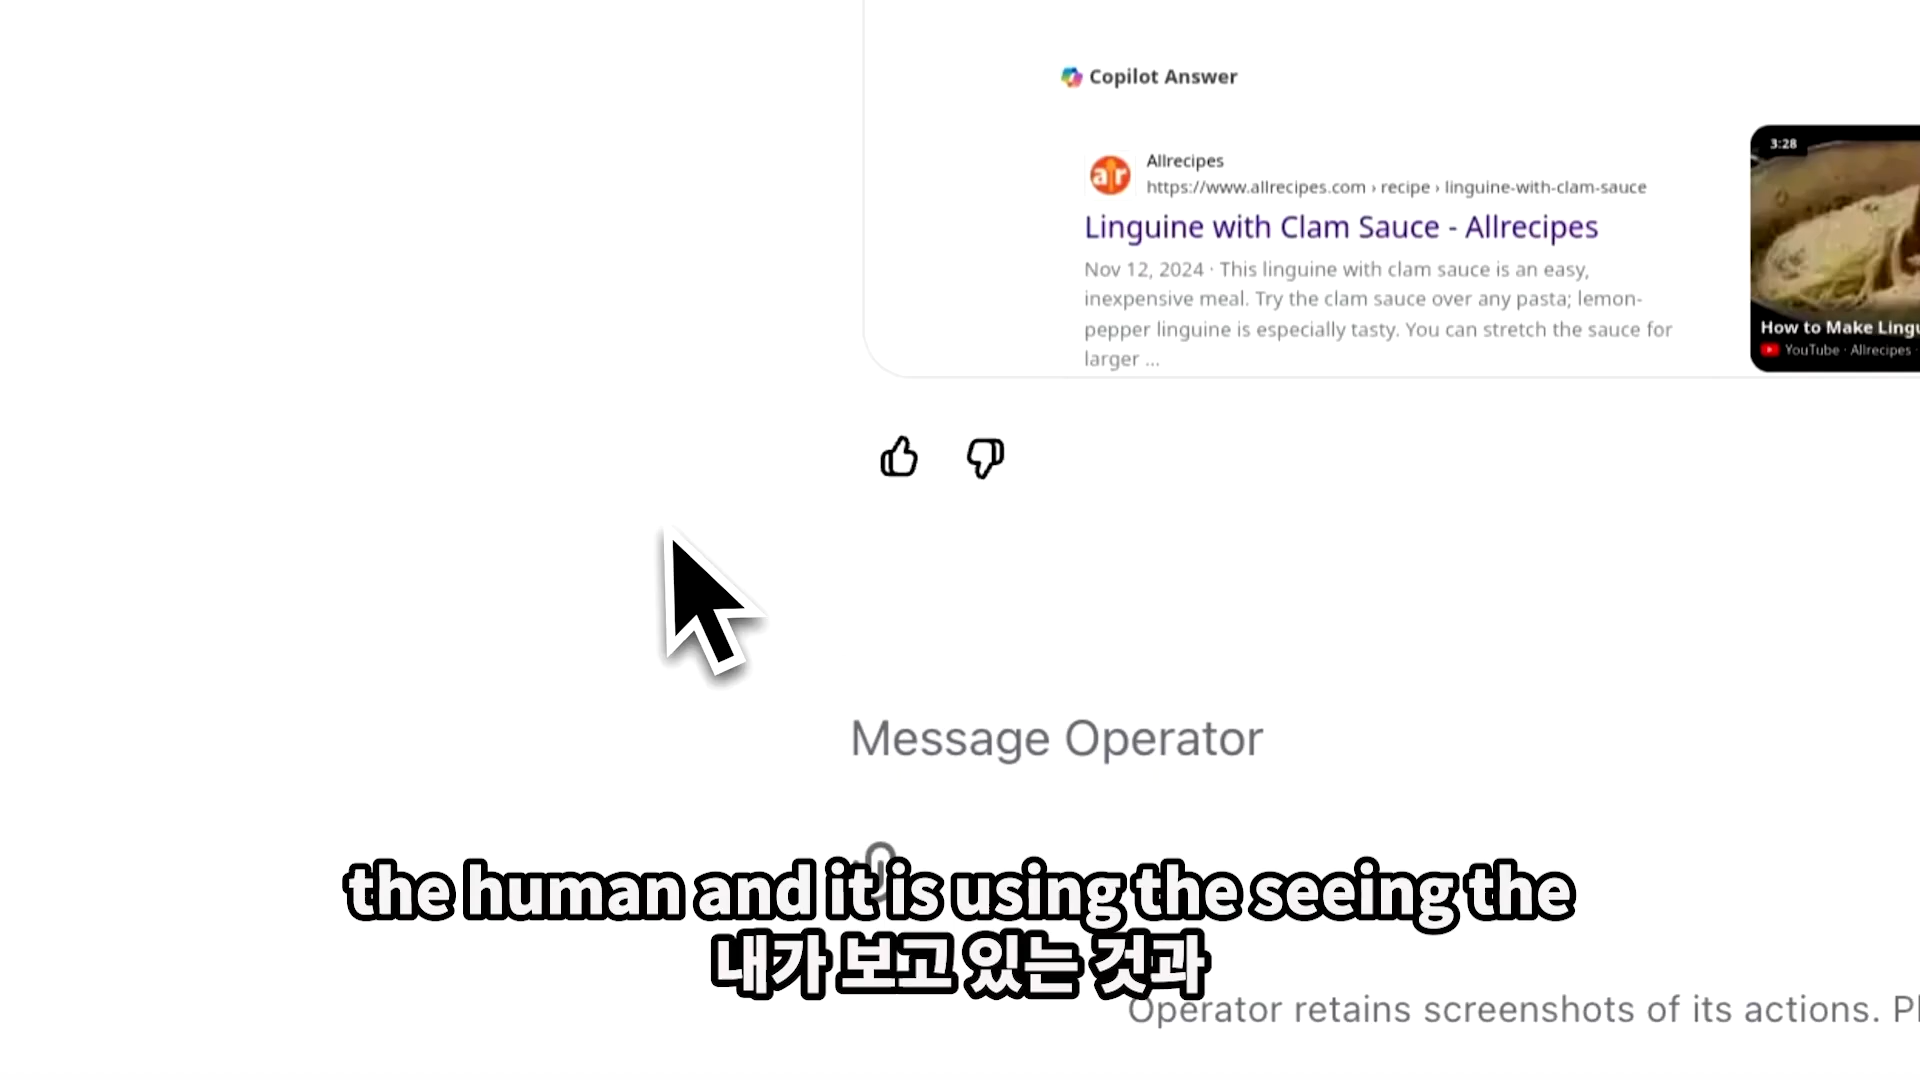 Copilot Answer
Allrecipes
https://www.allrecipes.com › recipe › linguine-with-clam-sauce
Linguine with Clam Sauce - Allrecipes
Nov 12, 2024 · This linguine with clam sauce is an easy,
inexpensive meal. Try the clam sauce over any pasta; lemon-
pepper linguine is especially tasty. You can stretch the sauce for
larger ...
3:28
How to Make Lingu
YouTube · Allrecipes ·
Message Operator
the human and it is using the seeing the
내가 보고 있는 것과
Operator retains screenshots of its actions. Pl